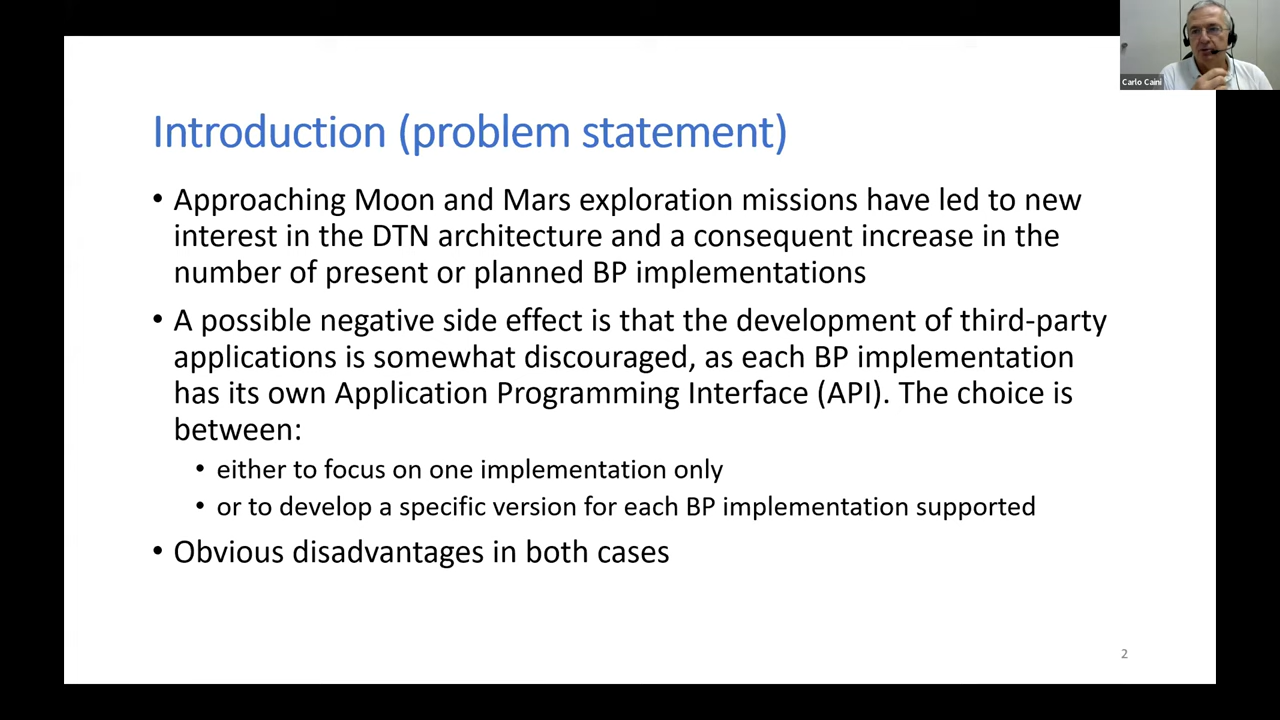 Carlo Caini
Introduction (problem statement)
• Approaching Moon and Mars exploration missions have led to new
interest in the DTN architecture and a consequent increase in the
number of present or planned BP implementations
• A possible negative side effect is that the development of third-party
applications is somewhat discouraged, as each BP implementation
has its own Application Programming Interface (API). The choice is
between:
• either to focus on one implementation only
• or to develop a specific version for each BP implementation supported
• Obvious disadvantages in both cases
2